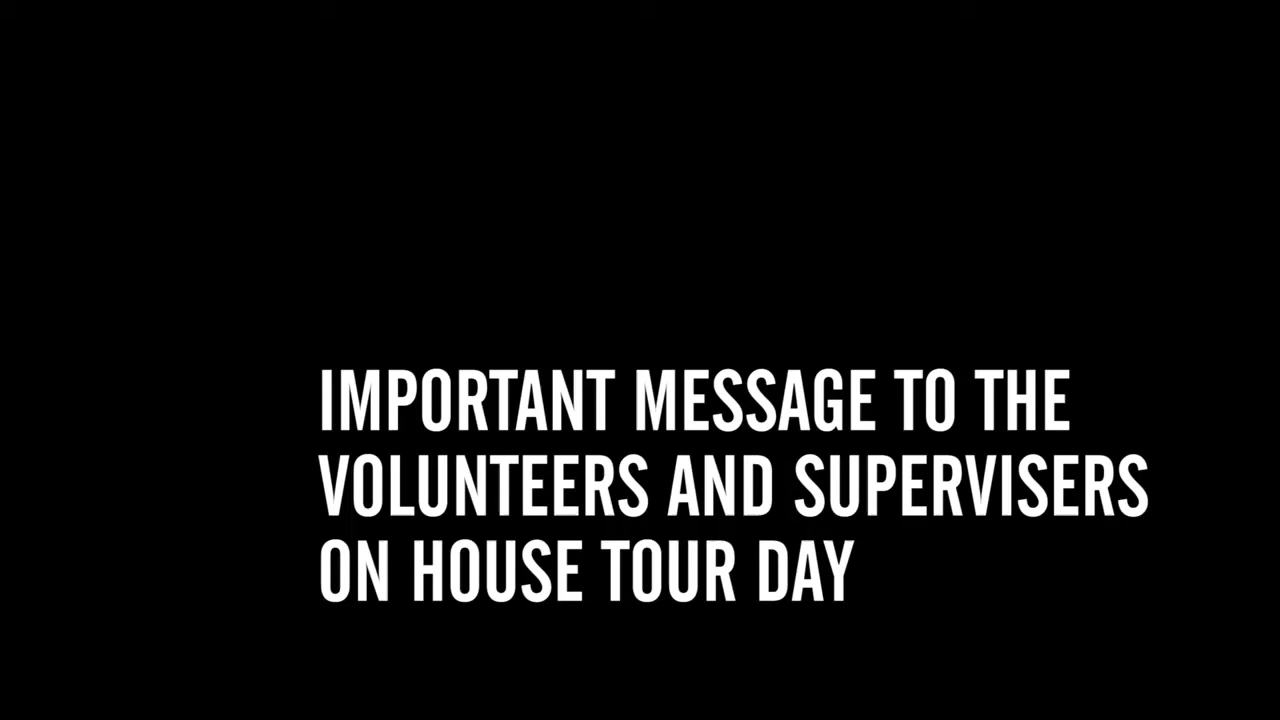 IMPORTANT MESSAGE TO THE
VOLUNTEERS AND SUPERVISERS
ON HOUSE TOUR DAY